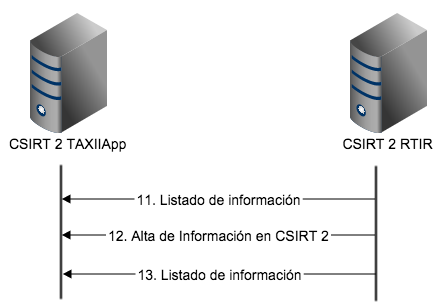 CSIRT 2 TAXIIApp
CSIRT 2 RTIR
11. Listado de información
12. Alta de Información en CSIRT 2
13. Listado de información